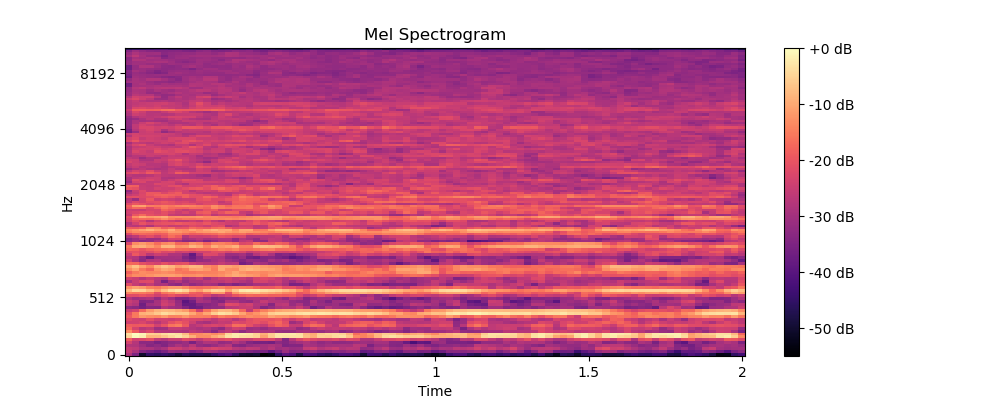 Mel Spectrogram
Hz
8192
4096
2048
1024
512
0
0 0.5 1 1.5 2
Time
+0 dB
-10 dB
-20 dB
-30 dB
-40 dB
-50 dB